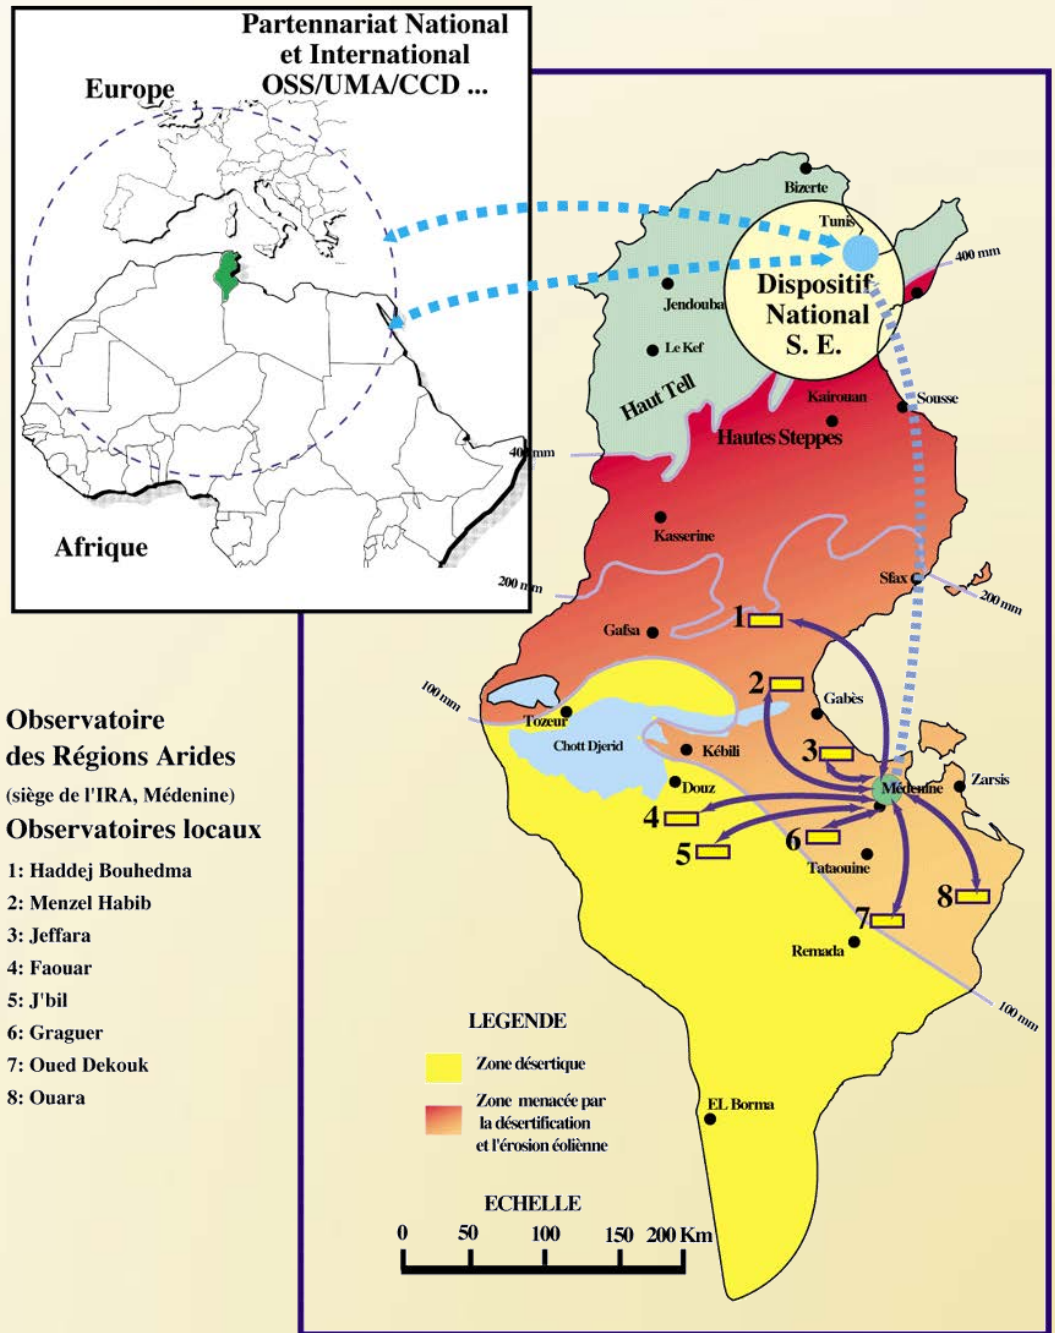 Partennariat National
et International
OSS/UMA/CCD ...
Europe
Afrique
Bizerte
Tunis
400 mm
Dispositif
National
S. E.
Jendouba
Le Kef
Haut Tell
Kairouan
Sousse
Hautes Steppes
400 mm
Kasserine
200 mm
Sfax
200 mm
1
Gafsa
2
100 mm
Gabès
Tozeur
Chott Djerid
Kébili
3
Zarsis
Médenine
Douz
4
5
6
Tataouine
8
7
Remada
100 mm
Observatoire
des Régions Arides
(siège de l'IRA, Médenine)
Observatoires locaux
1: Haddej Bouhedma
2: Menzel Habib
3: Jeffara
4: Faouar
5: J'bil
6: Graguer
7: Oued Dekouk
8: Ouara
LEGENDE
Zone désertique
Zone menacée par
la désertification
et l'érosion éoliènne
EL Borma
ECHELLE
0 50 100 150 200 Km